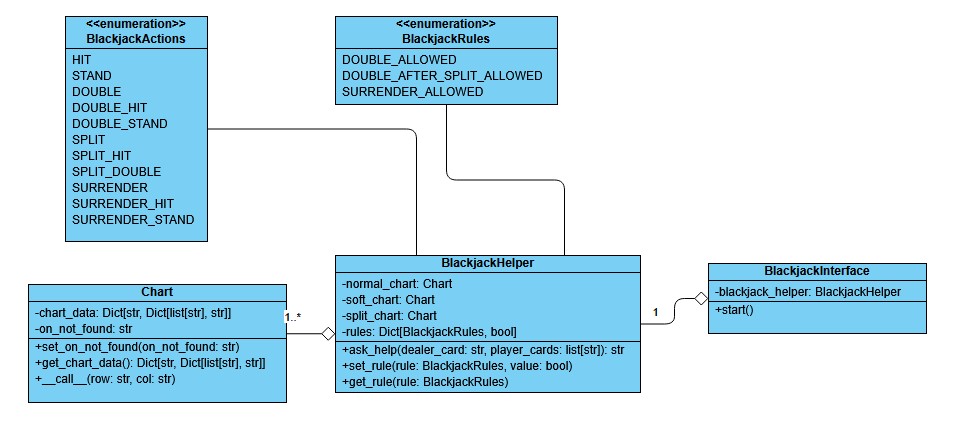 <<enumeration>>
BlackjackActions
HIT
STAND
DOUBLE
DOUBLE_HIT
DOUBLE_STAND
SPLIT
SPLIT_HIT
SPLIT_DOUBLE
SURRENDER
SURRENDER_HIT
SURRENDER_STAND
<<enumeration>>
BlackjackRules
DOUBLE_ALLOWED
DOUBLE_AFTER_SPLIT_ALLOWED
SURRENDER_ALLOWED
Chart
-chart_data: Dict[str, Dict[list[str], str]]
-on_not_found: str
+set_on_not_found(on_not_found: str)
+get_chart_data(): Dict[str, Dict[list[str], str]]
+__call__(row: str, col: str)
1..*
BlackjackHelper
-normal_chart: Chart
-soft_chart: Chart
-split_chart: Chart
-rules: Dict[BlackjackRules, bool]
+ask_help(dealer_card: str, player_cards: list[str]): str
+set_rule(rule: BlackjackRules, value: bool)
+get_rule(rule: BlackjackRules)
1
BlackjackInterface
-blackjack_helper: BlackjackHelper
+start()